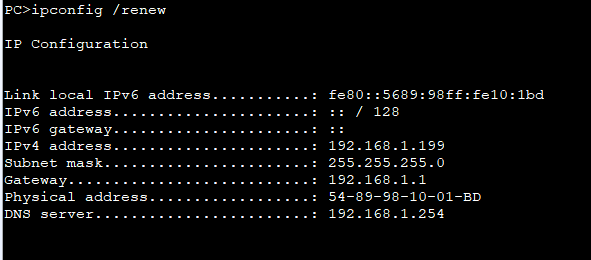 PC>ipconfig /renew
IP Configuration
Link local IPv6 address...........: fe80::5689:98ff:fe10:1bd
IPv6 address......................: :: / 128
IPv6 gateway......................: ::
IPv4 address......................: 192.168.1.199
Subnet mask.......................: 255.255.255.0
Gateway...........................: 192.168.1.1
Physical address..................: 54-89-98-10-01-BD
DNS server........................: 192.168.1.254